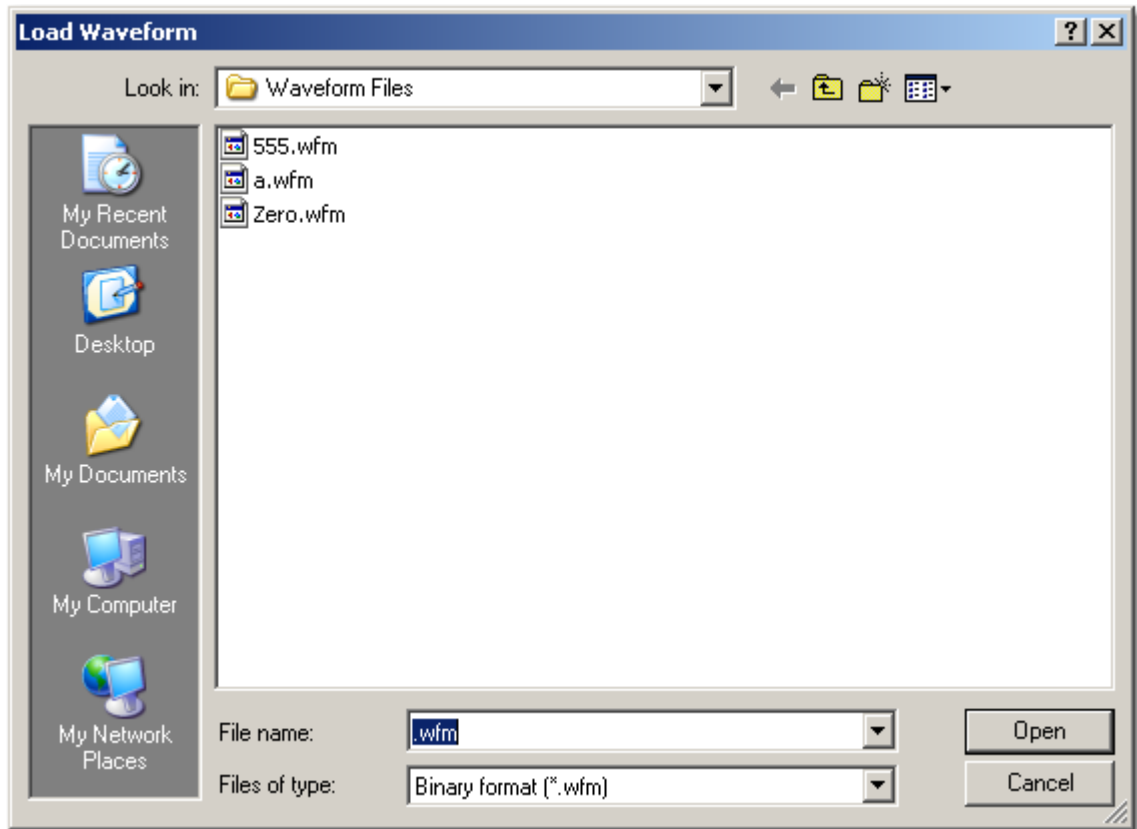 Load Waveform
Look in: Waveform Files
555.wfm
a.wfm
Zero.wfm
My Recent
Documents
Desktop
My Documents
My Computer
My Network
Places
File name: .wfm
Open
Files of type: Binary format (*.wfm)
Cancel